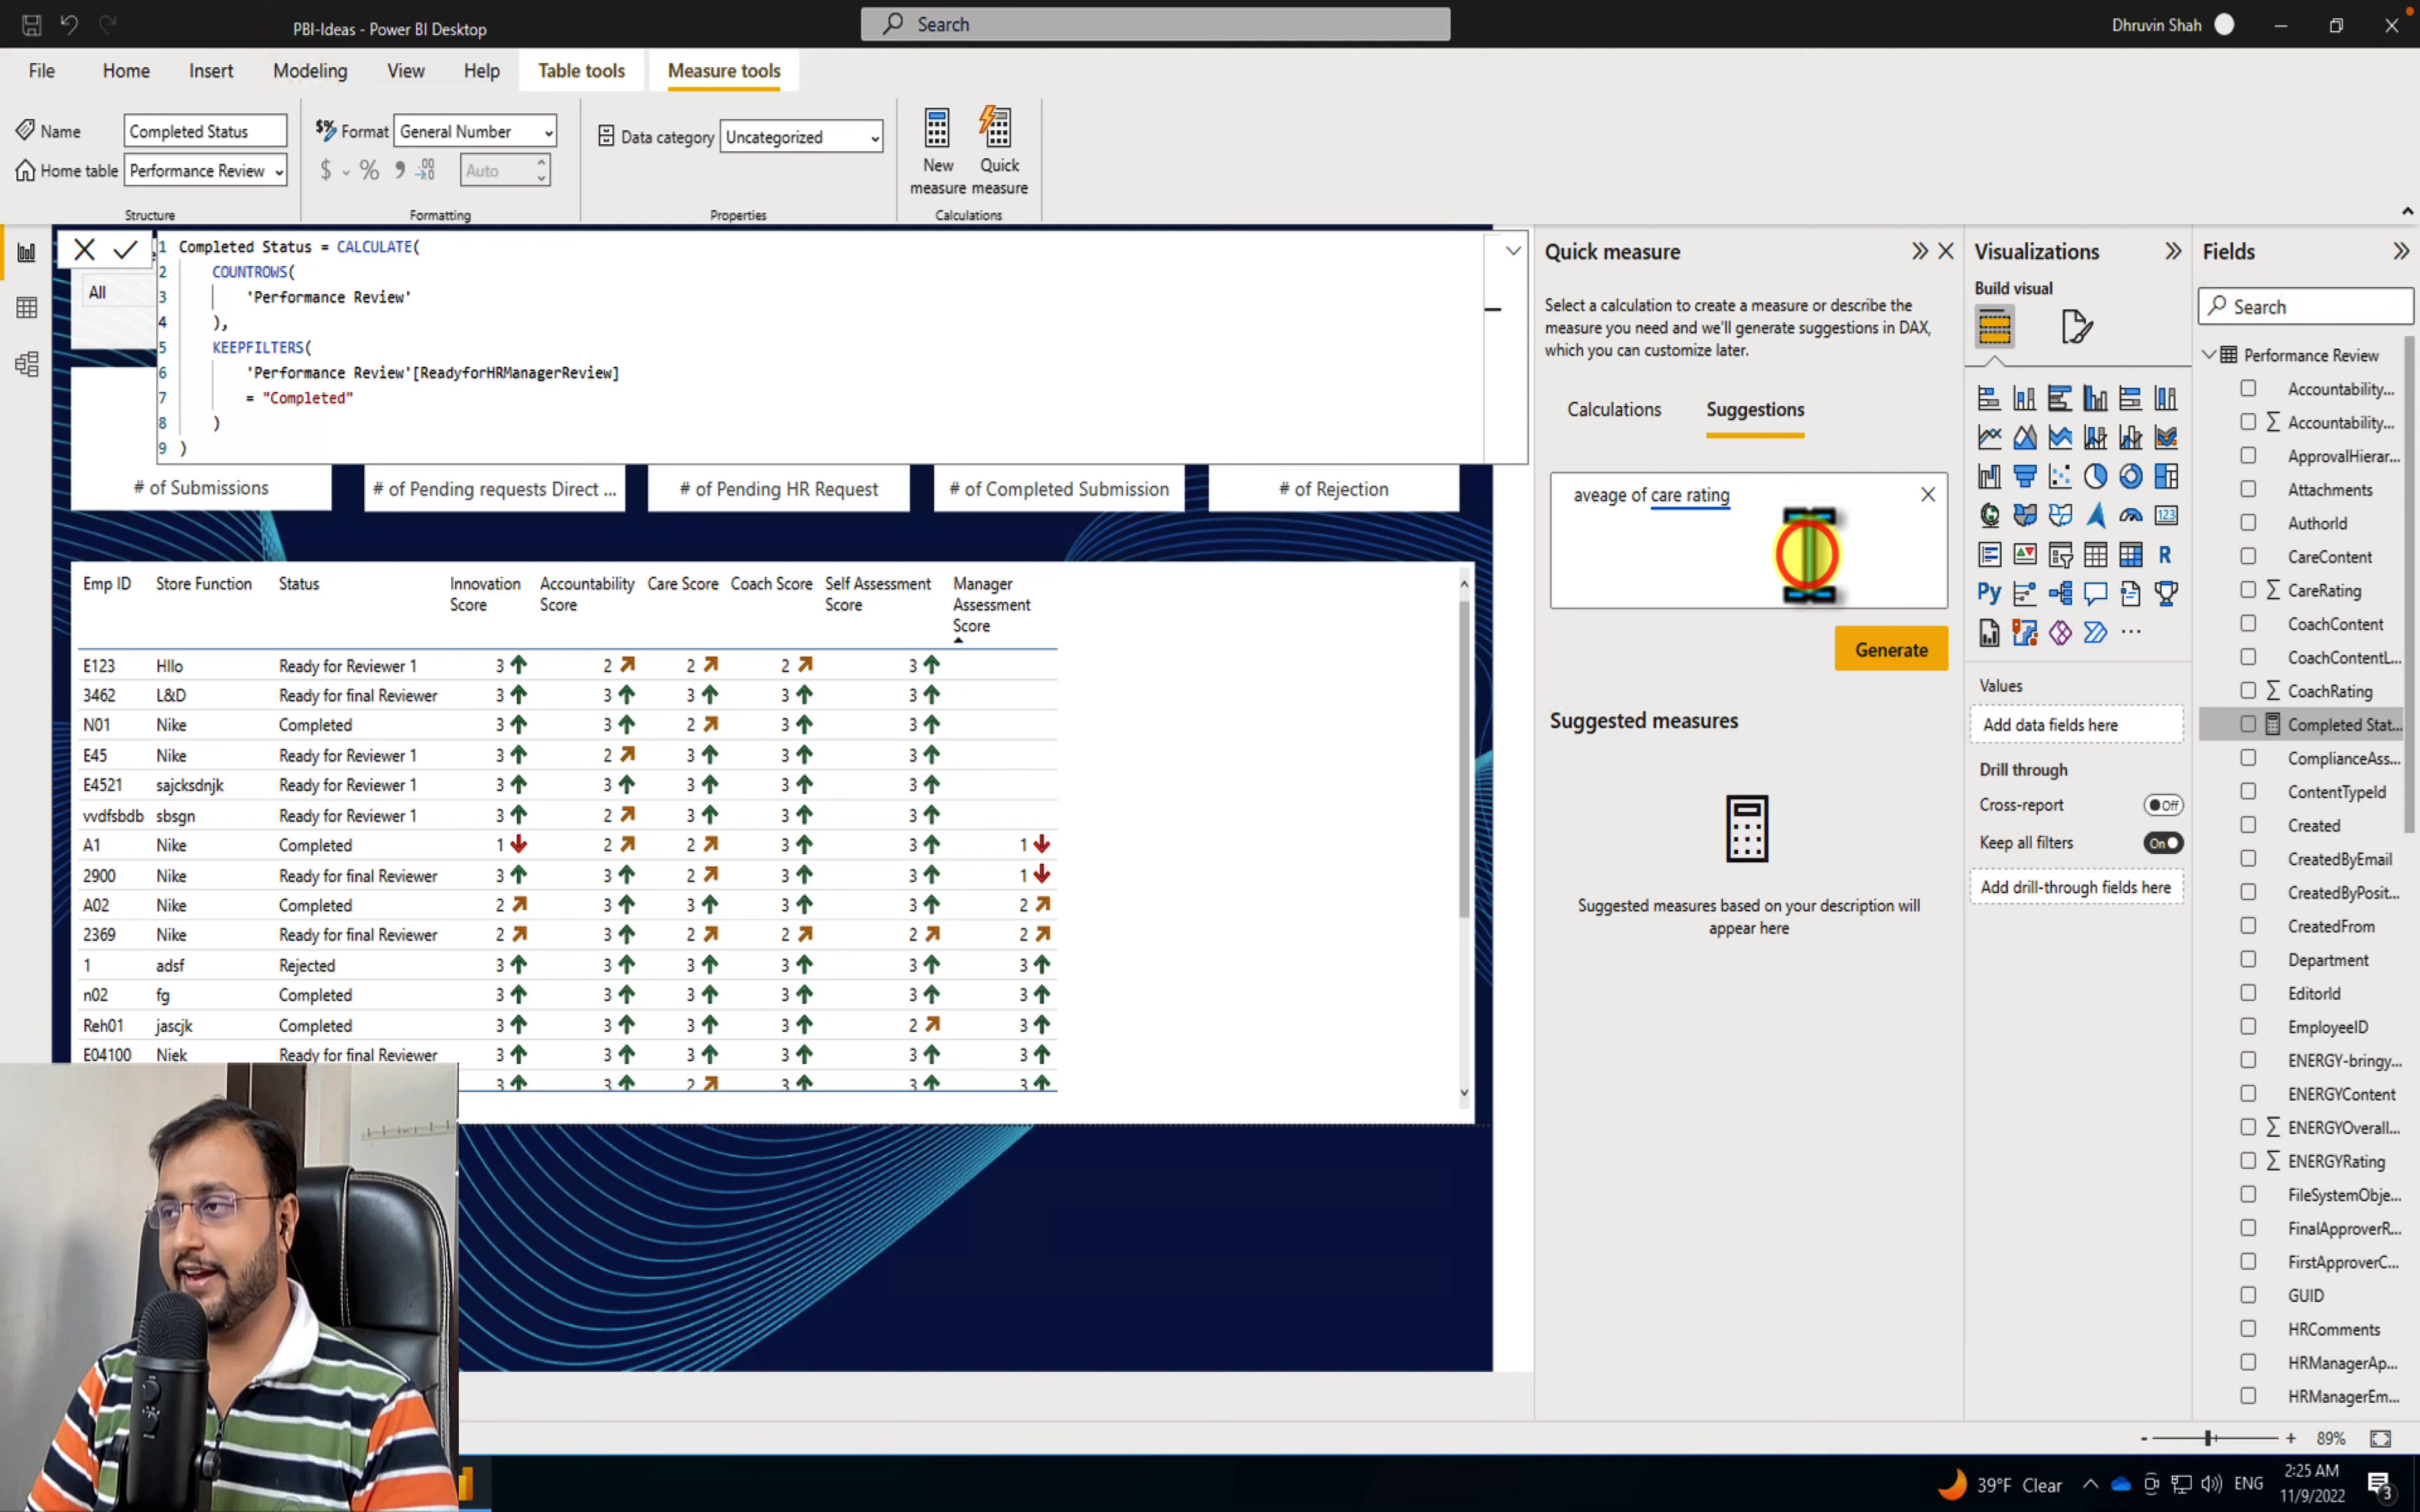 PBI-Ideas - Power BI Desktop
Search
Dhruvin Shah
File
Home
Insert
Modeling
View
Help
Table tools
Measure tools
Name
Completed Status
Home table
Performance Review
Structure
$%
Format
General Number
$
%
Auto
Formatting
Data category
Uncategorized
Properties
New measure
Quick measure
Calculations
1 Completed Status = CALCULATE(
2 COUNTROWS(
3 'Performance Review'
4 ),
5 KEEPFILTERS(
6 'Performance Review'[ReadyforHRManagerReview]
7 = "Completed"
8 )
9 )
All
# of Submissions
# of Pending requests Direct ...
# of Pending HR Request
# of Completed Submission
# of Rejection
Emp ID Store Function Status Innovation Score Accountability Score Care Score Coach Score Self Assessment Score Manager Assessment Score
E123 Hllo Ready for Reviewer 1 3 2 2 2 3
3462 L&D Ready for final Reviewer 3 3 3 3 3
N01 Nike Completed 3 3 2 3 3
E45 Nike Ready for Reviewer 1 3 2 3 3 3
E4521 sajcksdnjk Ready for Reviewer 1 3 3 3 3 3
vvdfsbdb sbsgn Ready for Reviewer 1 3 2 3 3 3
A1 Nike Completed 1 2 2 3 3 1
2900 Nike Ready for final Reviewer 3 3 2 3 3 1
A02 Nike Completed 2 3 3 3 3 2
2369 Nike Ready for final Reviewer 2 3 2 2 2 2
1 adsf Rejected 3 3 3 3 3 3
n02 fg Completed 3 3 3 3 3 3
Reh01 jascjk Completed 3 3 3 3 2 3
E04100 Niek Ready for final Reviewer 3 3 3 3 3 3
3 3 2 3 3 3
Quick measure
Select a calculation to create a measure or describe the
measure you need and we'll generate suggestions in DAX,
which you can customize later.
Calculations
Suggestions
aveage of care rating
Generate
Suggested measures
Suggested measures based on your description will
appear here
Visualizations
Build visual
123
R
Py
...
Values
Add data fields here
Drill through
Cross-report
Off
Keep all filters
On
Add drill-through fields here
Fields
Search
Performance Review
Accountability...
Accountability...
ApprovalHierar...
Attachments
AuthorId
CareContent
CareRating
CoachContent
CoachContentL...
CoachRating
Completed Stat...
ComplianceAss...
ContentTypeId
Created
CreatedByEmail
CreatedByPosit...
CreatedFrom
Department
EditorId
EmployeeID
ENERGY-bringy...
ENERGYContent
ENERGYOverall...
ENERGYRating
FileSystemObje...
FinalApproverR...
FirstApproverC...
GUID
HRComments
HRManagerAp...
HRManagerEm...
- + 89%
39°F Clear
ENG
2:25 AM
11/9/2022
3